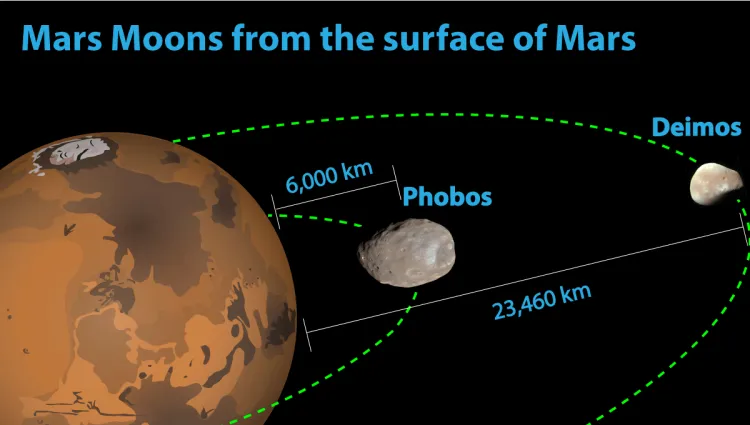 Mars Moons from the surface of Mars
Deimos
6,000 km
Phobos
23,460 km